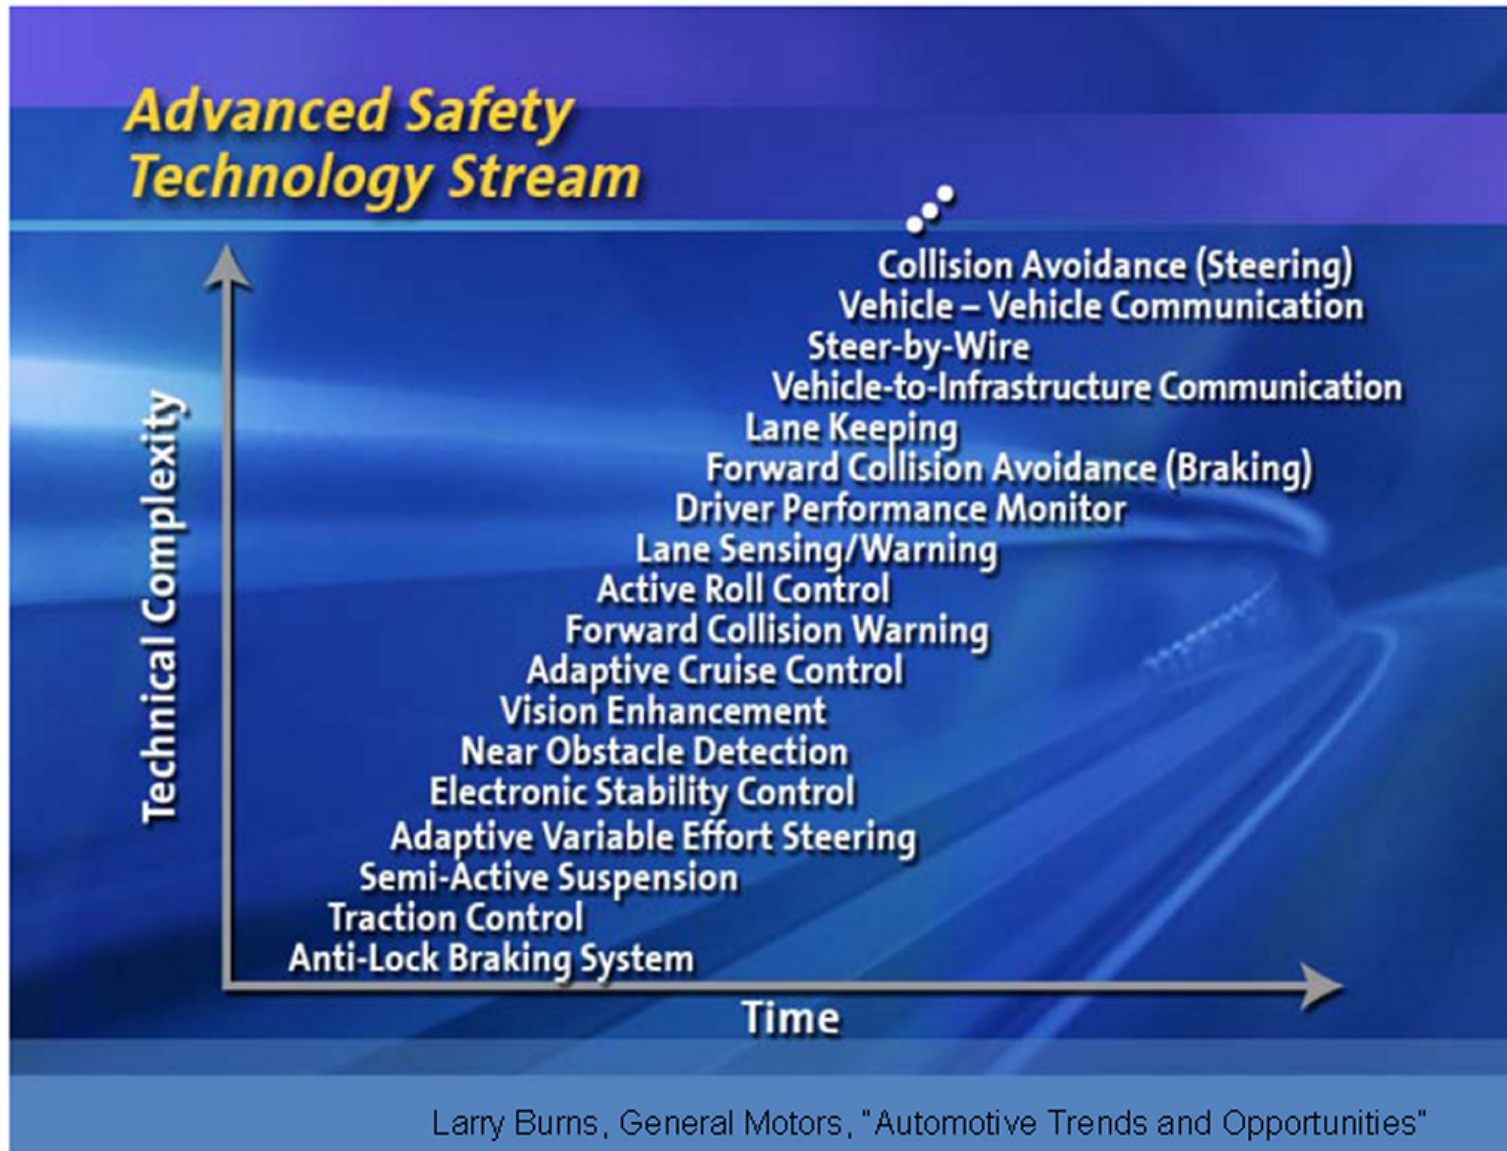 Advanced Safety
Technology Stream
Collision Avoidance (Steering)
Vehicle – Vehicle Communication
Steer-by-Wire
Vehicle-to-Infrastructure Communication
Lane Keeping
Forward Collision Avoidance (Braking)
Driver Performance Monitor
Lane Sensing/Warning
Active Roll Control
Forward Collision Warning
Adaptive Cruise Control
Vision Enhancement
Near Obstacle Detection
Electronic Stability Control
Adaptive Variable Effort Steering
Semi-Active Suspension
Traction Control
Anti-Lock Braking System
Technical Complexity
Time
Larry Burns, General Motors, "Automotive Trends and Opportunities"